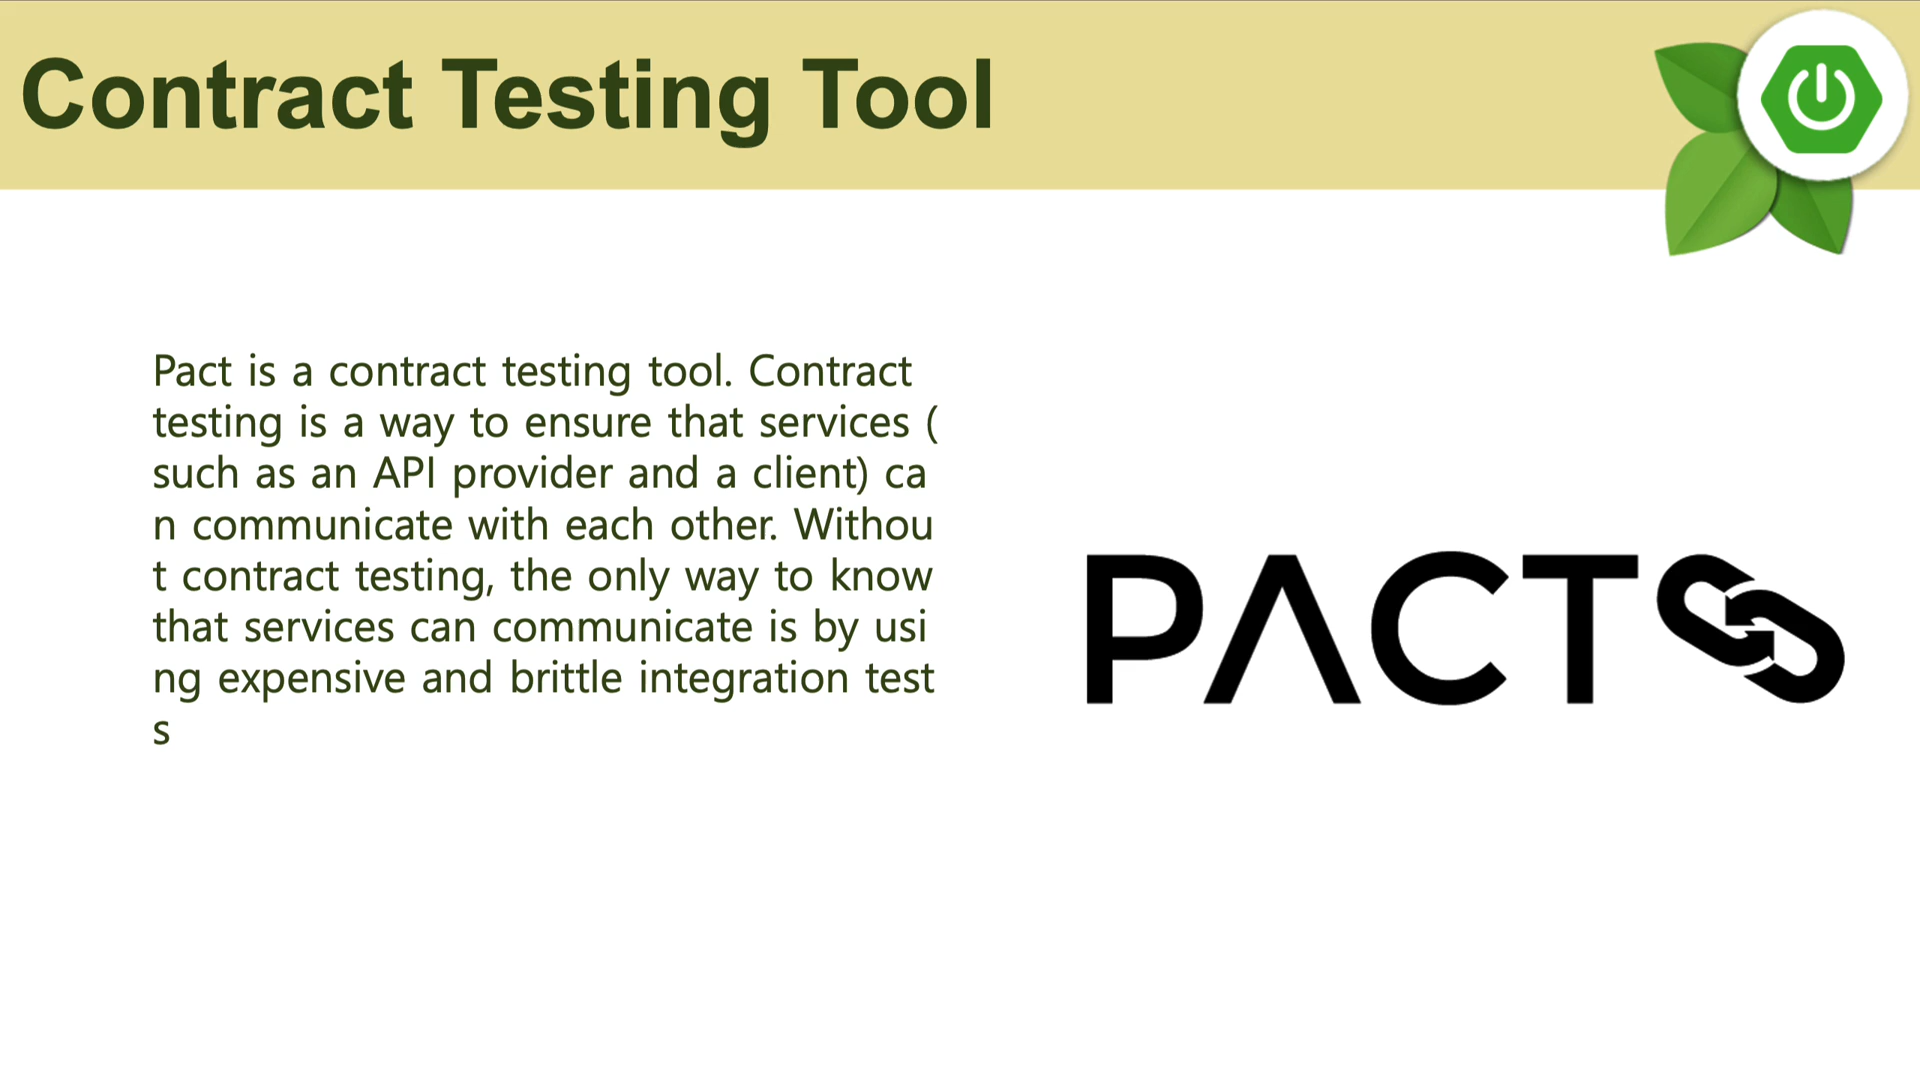 Contract Testing Tool
Pact is a contract testing tool. Contract
testing is a way to ensure that services (
such as an API provider and a client) ca
n communicate with each other. Withou
t contract testing, the only way to know
that services can communicate is by usi
ng expensive and brittle integration test
s
PACT